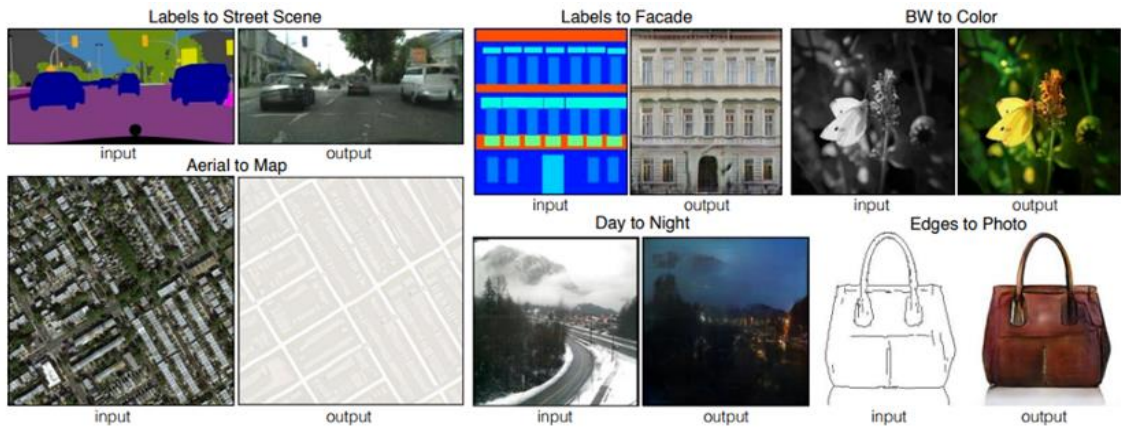 Labels to Street Scene
input
output
Aerial to Map
input
output
Labels to Facade
input
output
BW to Color
input
output
Day to Night
input
output
Edges to Photo
input
output